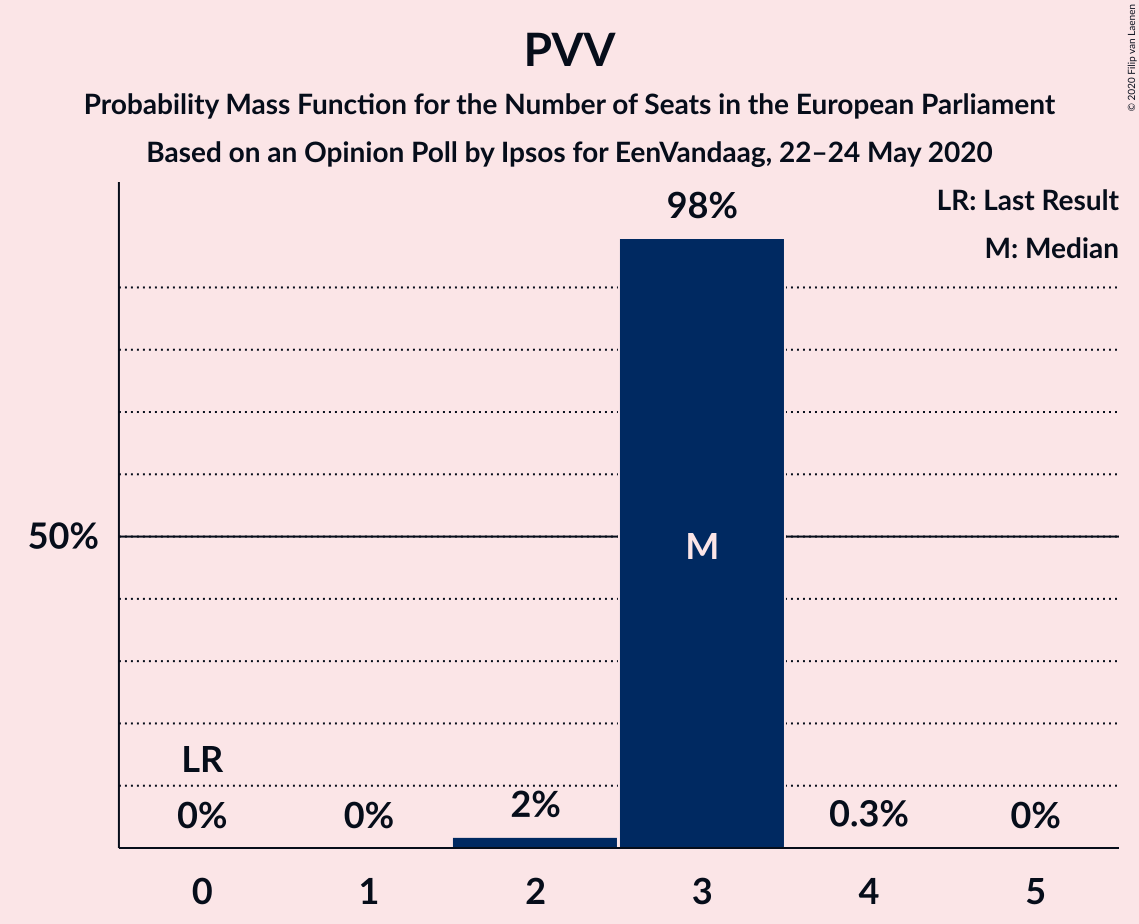 PVV
Probability Mass Function for the Number of Seats in the European Parliament
Based on an Opinion Poll by Ipsos for EenVandaag, 22–24 May 2020
© 2020 Filip van Laenen
LR: Last Result
M: Median
98%
50%
M
LR
0%
0%
2%
0.3%
0%
0
1
2
3
4
5